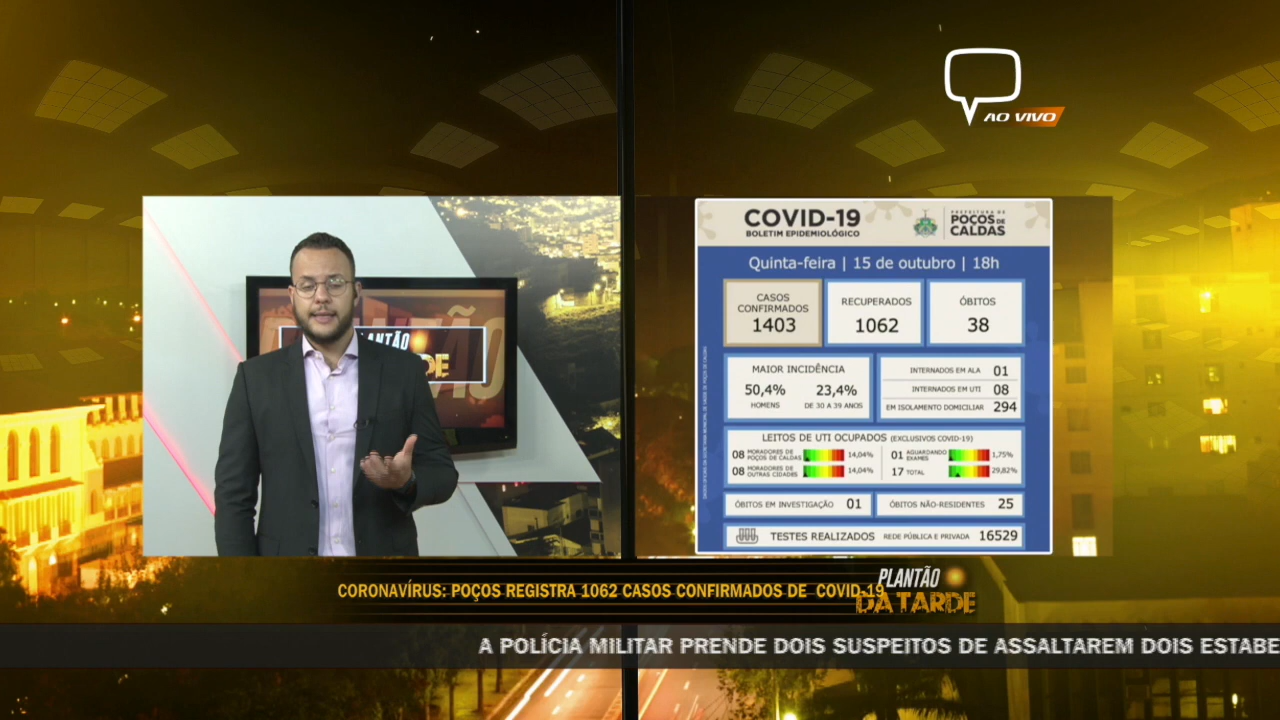 AO VIVO
PLANTÃO
DE
COVID-19
BOLETIM EPIDEMIOLÓGICO
PREFEITURA DE
POÇOS DE
CALDAS
Quinta-feira | 15 de outubro | 18h
CASOS
CONFIRMADOS
1403
RECUPERADOS
1062
ÓBITOS
38
MAIOR INCIDÊNCIA
50,4% 23,4%
HOMENS DE 30 A 39 ANOS
INTERNADOS EM ALA 01
INTERNADOS EM UTI 08
EM ISOLAMENTO DOMICILIAR 294
LEITOS DE UTI OCUPADOS (EXCLUSIVOS COVID-19)
08 MORADORES DE POÇOS DE CALDAS 14,04% 01 AGUARDANDO EXAMES 1,75%
08 MORADORES DE OUTRAS CIDADES 14,04% 17 TOTAL 29,82%
ÓBITOS EM INVESTIGAÇÃO 01
ÓBITOS NÃO-RESIDENTES 25
TESTES REALIZADOS REDE PÚBLICA E PRIVADA 16529
CORONAVÍRUS: POÇOS REGISTRA 1062 CASOS CONFIRMADOS DE COVID-19
PLANTÃO
DA TARDE
A POLÍCIA MILITAR PRENDE DOIS SUSPEITOS DE ASSALTAREM DOIS ESTABE